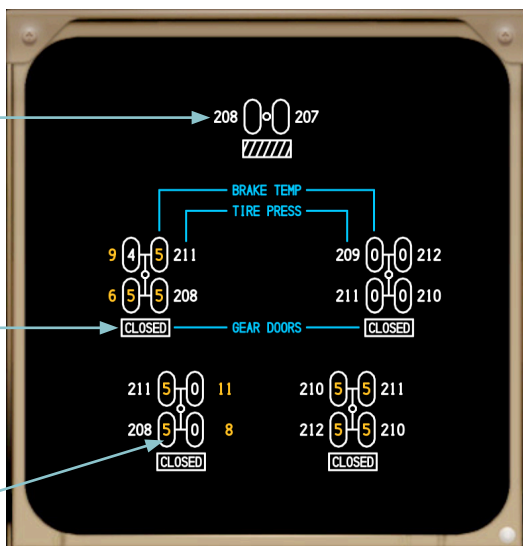 208 207
BRAKE TEMP
TIRE PRESS
9 4 5 211 209 0 0 212
6 5 5 208 211 0 0 210
CLOSED GEAR DOORS CLOSED
211 5 0 11 210 5 5 211
208 5 0 8 212 5 5 210
CLOSED CLOSED